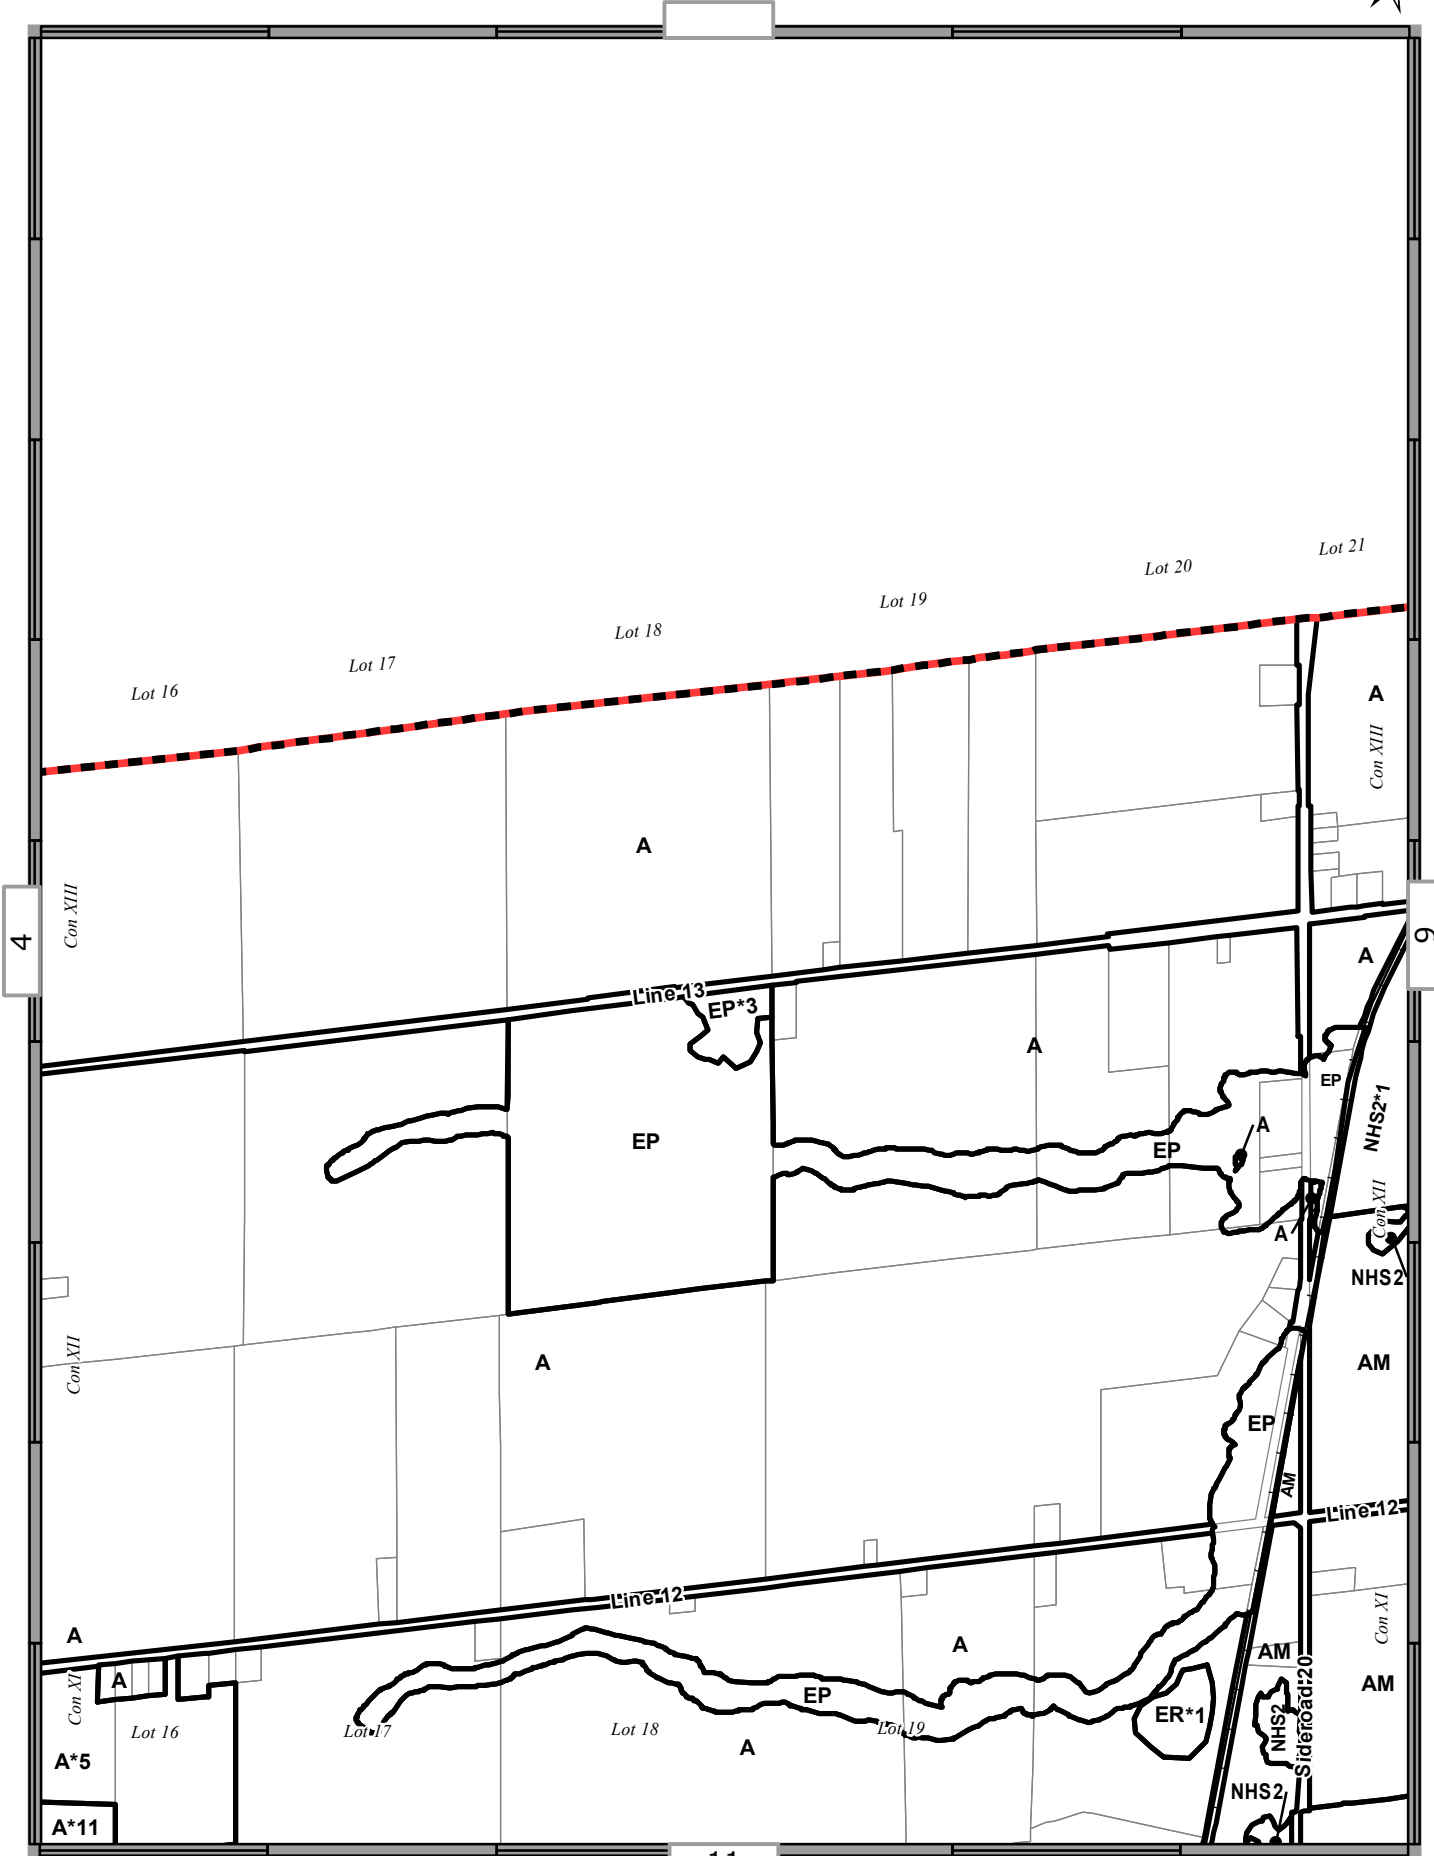 Lot 21
Lot 20
Lot 19
Lot 18
Lot 17
Lot 16
A
Con XIII
A
Con XIII
4
A
Line 13
EP*3
A
EP
NHS2*1
A
EP
EP
Con XII
A
NHS2
Con XII
A
AM
EP
AM
Line 12
Line 12
A
Con XI
A
AM
A
Con XI
EP
AM
Lot 16
Lot 17
Lot 18
Lot 19
ER*1
NHS2
Sideroad 20
A
A*5
NHS2
A*11